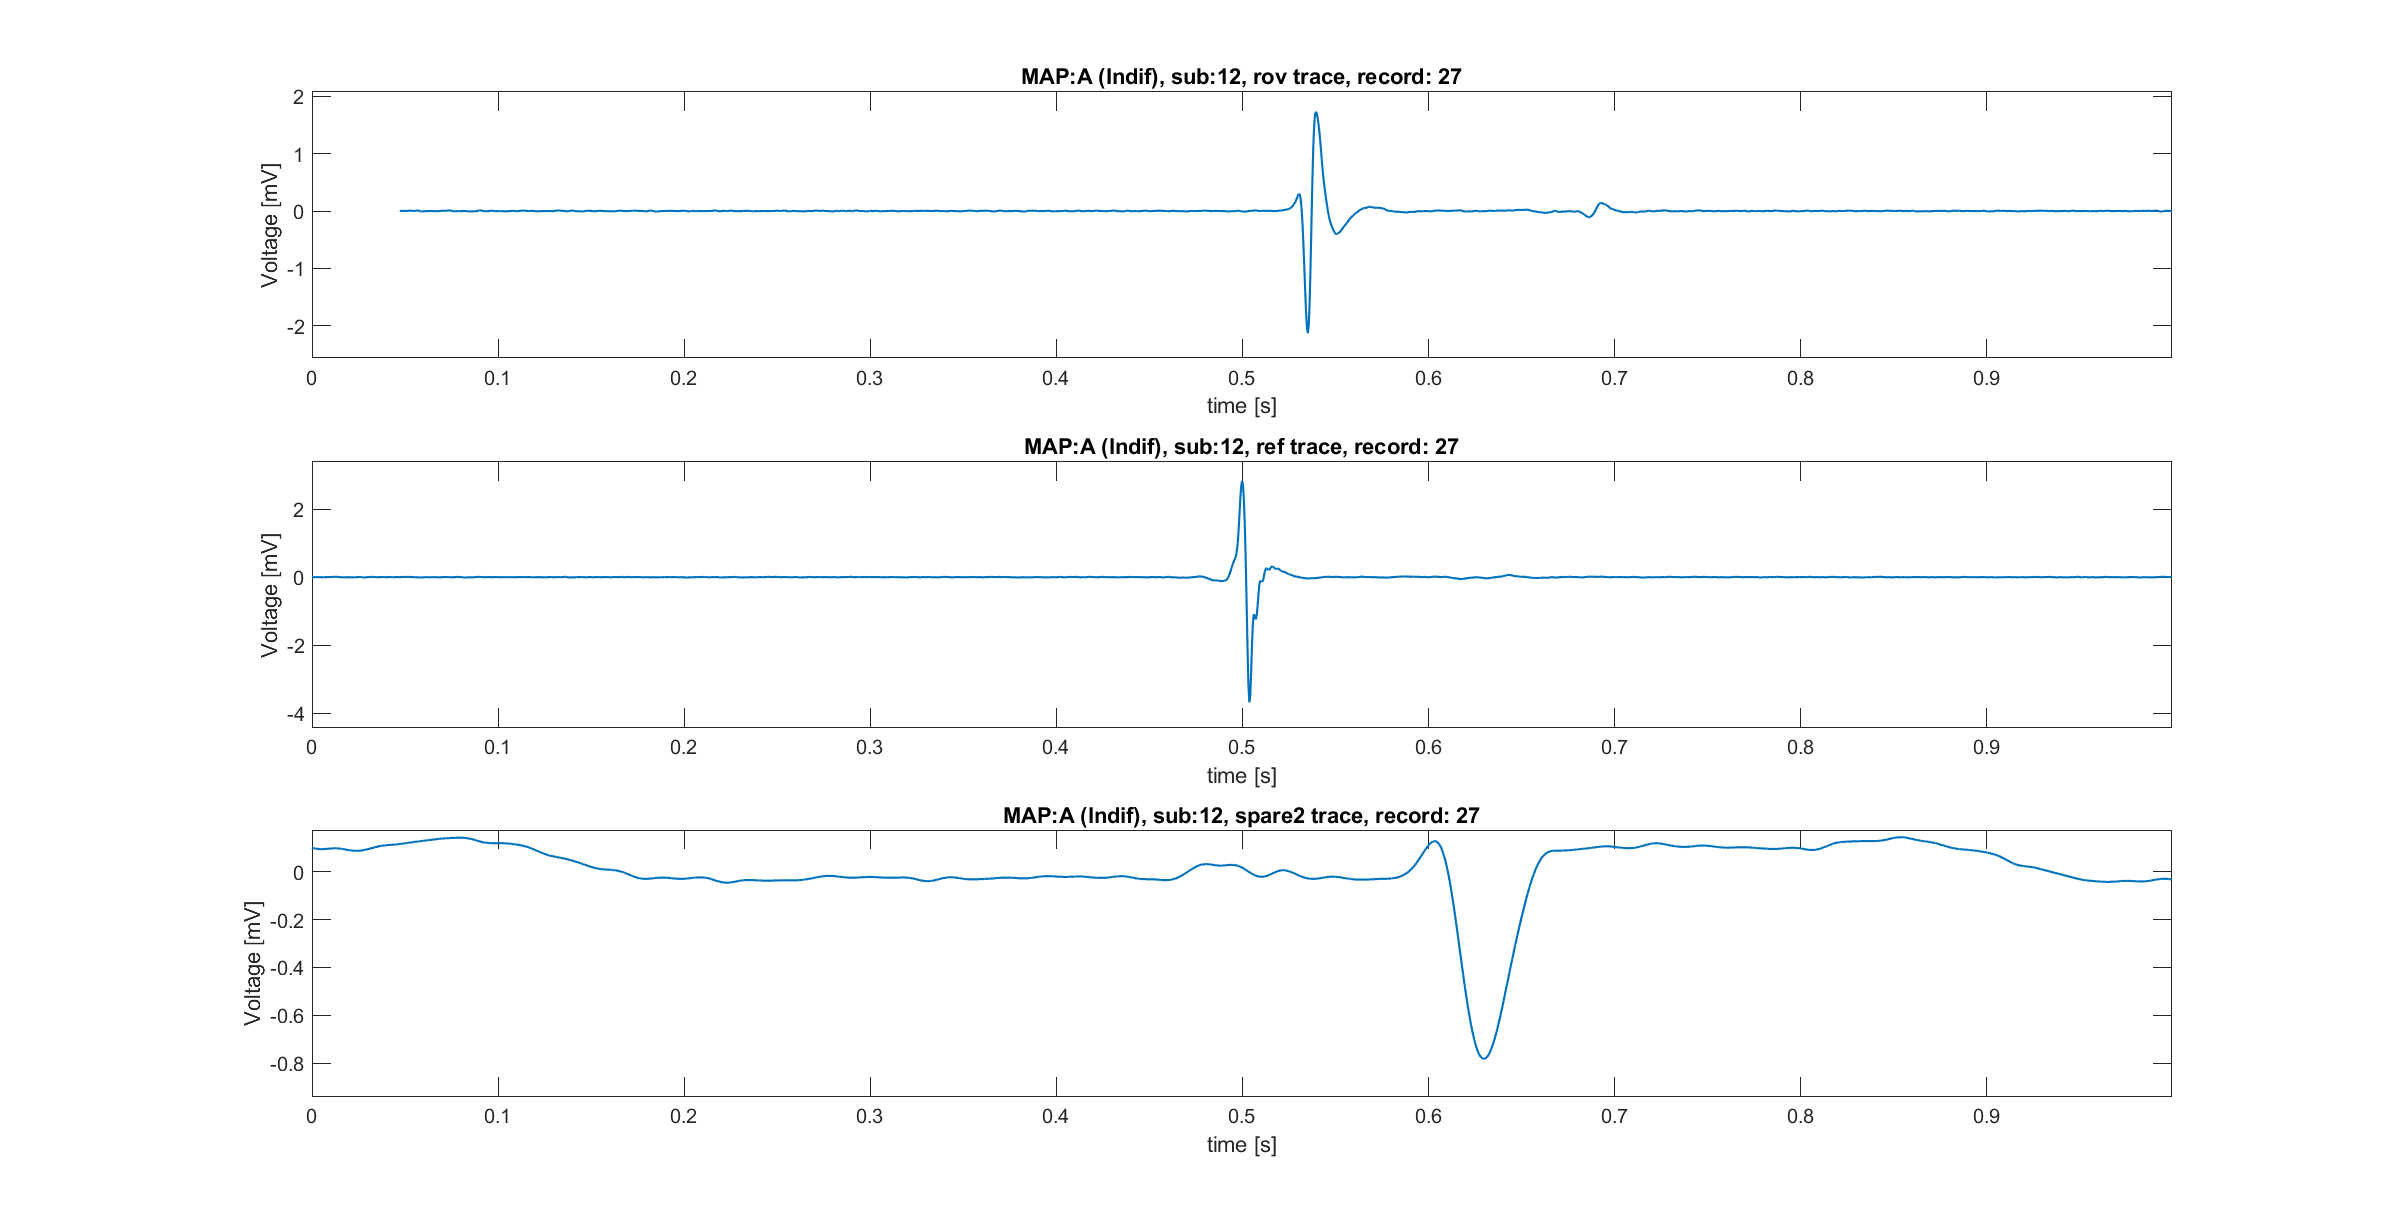 MAP:A (Indif), sub:12, rov trace, record: 27
2
1
0
-1
-2
Voltage [mV]
0 0.1 0.2 0.3 0.4 0.5 0.6 0.7 0.8 0.9
time [s]
MAP:A (Indif), sub:12, ref trace, record: 27
2
0
-2
-4
Voltage [mV]
0 0.1 0.2 0.3 0.4 0.5 0.6 0.7 0.8 0.9
time [s]
MAP:A (Indif), sub:12, spare2 trace, record: 27
0
-0.2
-0.4
-0.6
-0.8
Voltage [mV]
0 0.1 0.2 0.3 0.4 0.5 0.6 0.7 0.8 0.9
time [s]